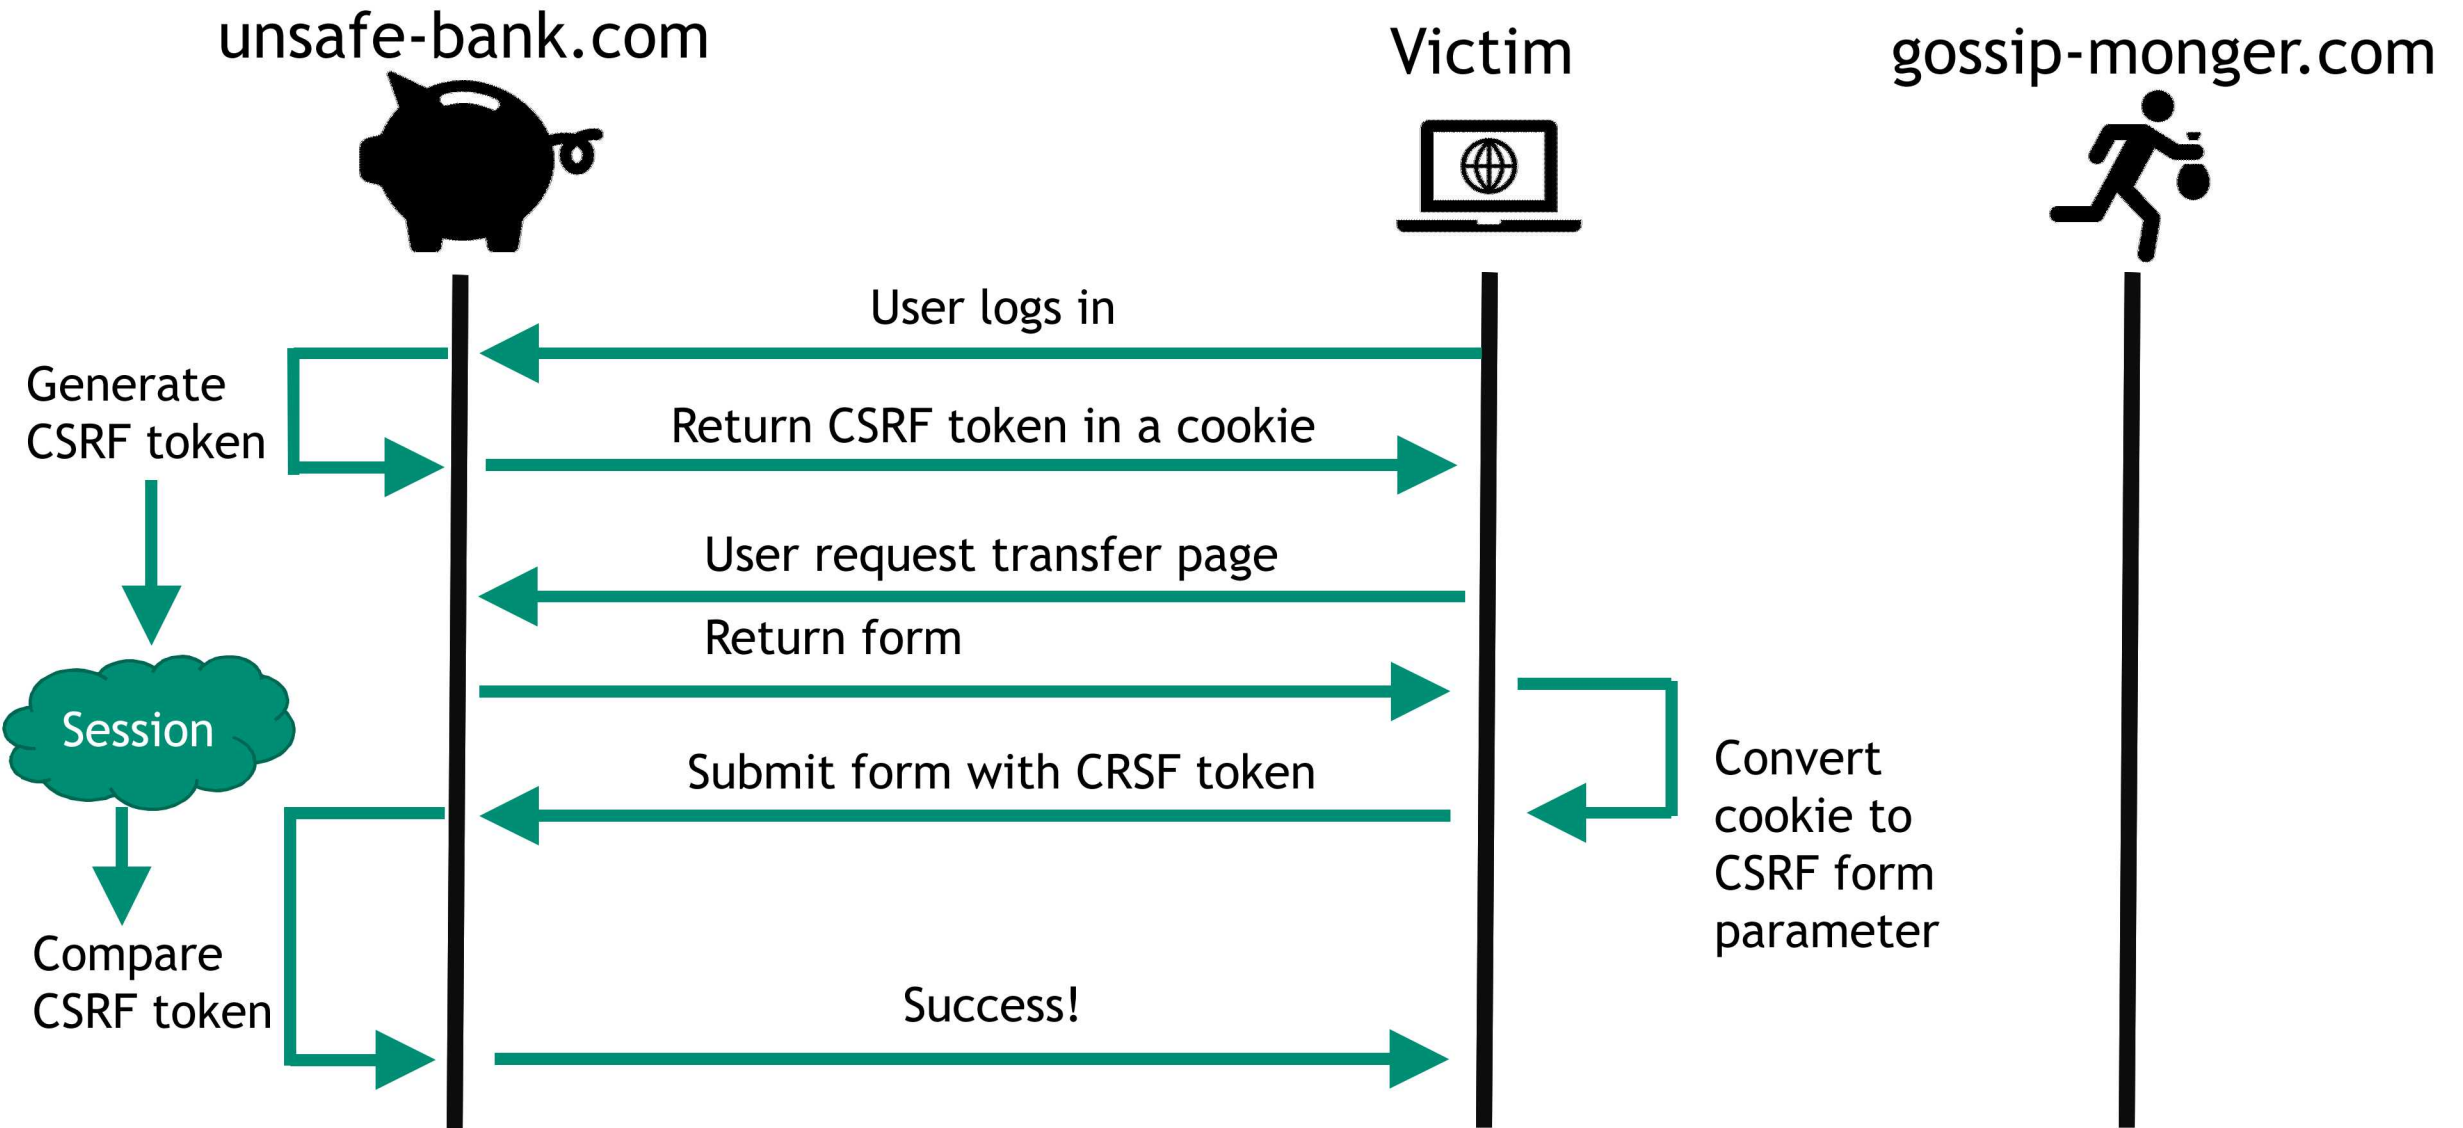 unsafe-bank.com
Victim
gossip-monger.com
User logs in
Generate
CSRF token
Return CSRF token in a cookie
User request transfer page
Return form
Session
Submit form with CRSF token
Convert
cookie to
CSRF form
parameter
Compare
CSRF token
Success!